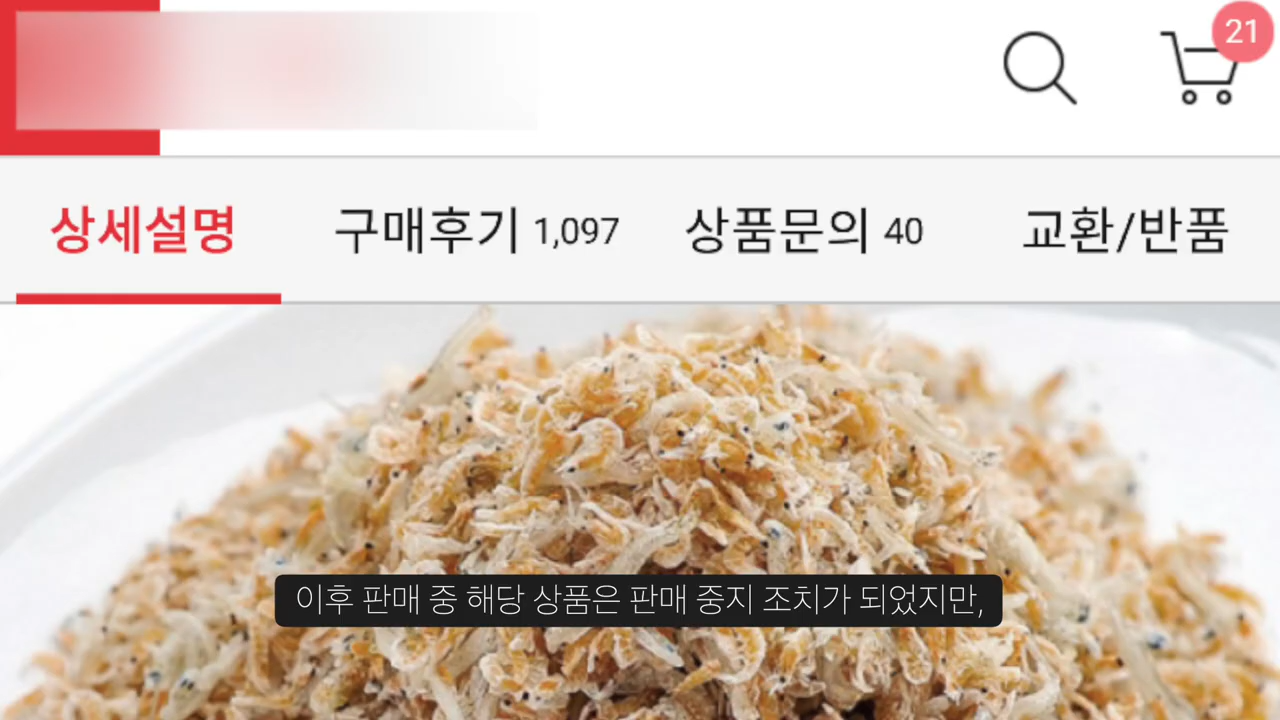 21
상세설명 구매후기 1,097 상품문의 40 교환/반품
이후 판매 중 해당 상품은 판매 중지 조치가 되었지만,